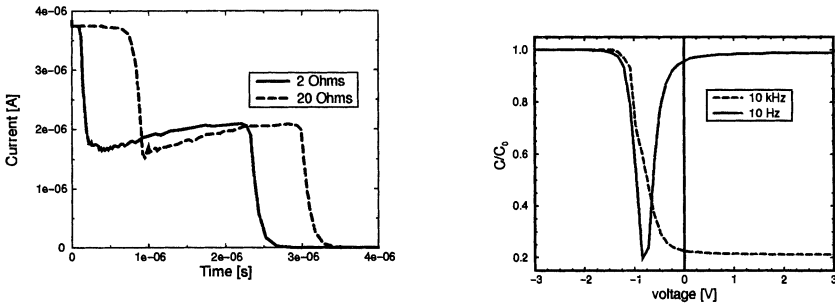 4e-06
3e-06
2e-06
1e-06
0
Current [A]
2 Ohms
20 Ohms
0
1e-06
2e-06
3e-06
4e-06
Time [s]
1.0
0.8
0.6
0.4
0.2
C/C₀
10 kHz
10 Hz
−3
−2
−1
0
1
2
3
voltage [V]